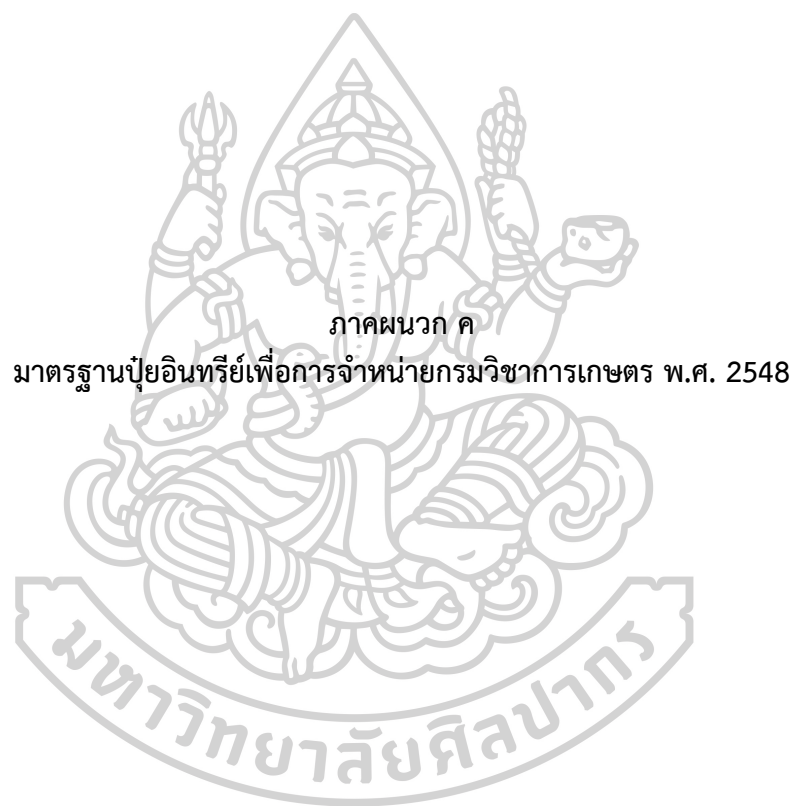 ภาคผนวก ค
มาตรฐานปุ๋ยอินทรีย์เพื่อการจำหน่ายกรมวิชาการเกษตร พ.ศ. 2548
มหาวิทยาลัยศิลปากร